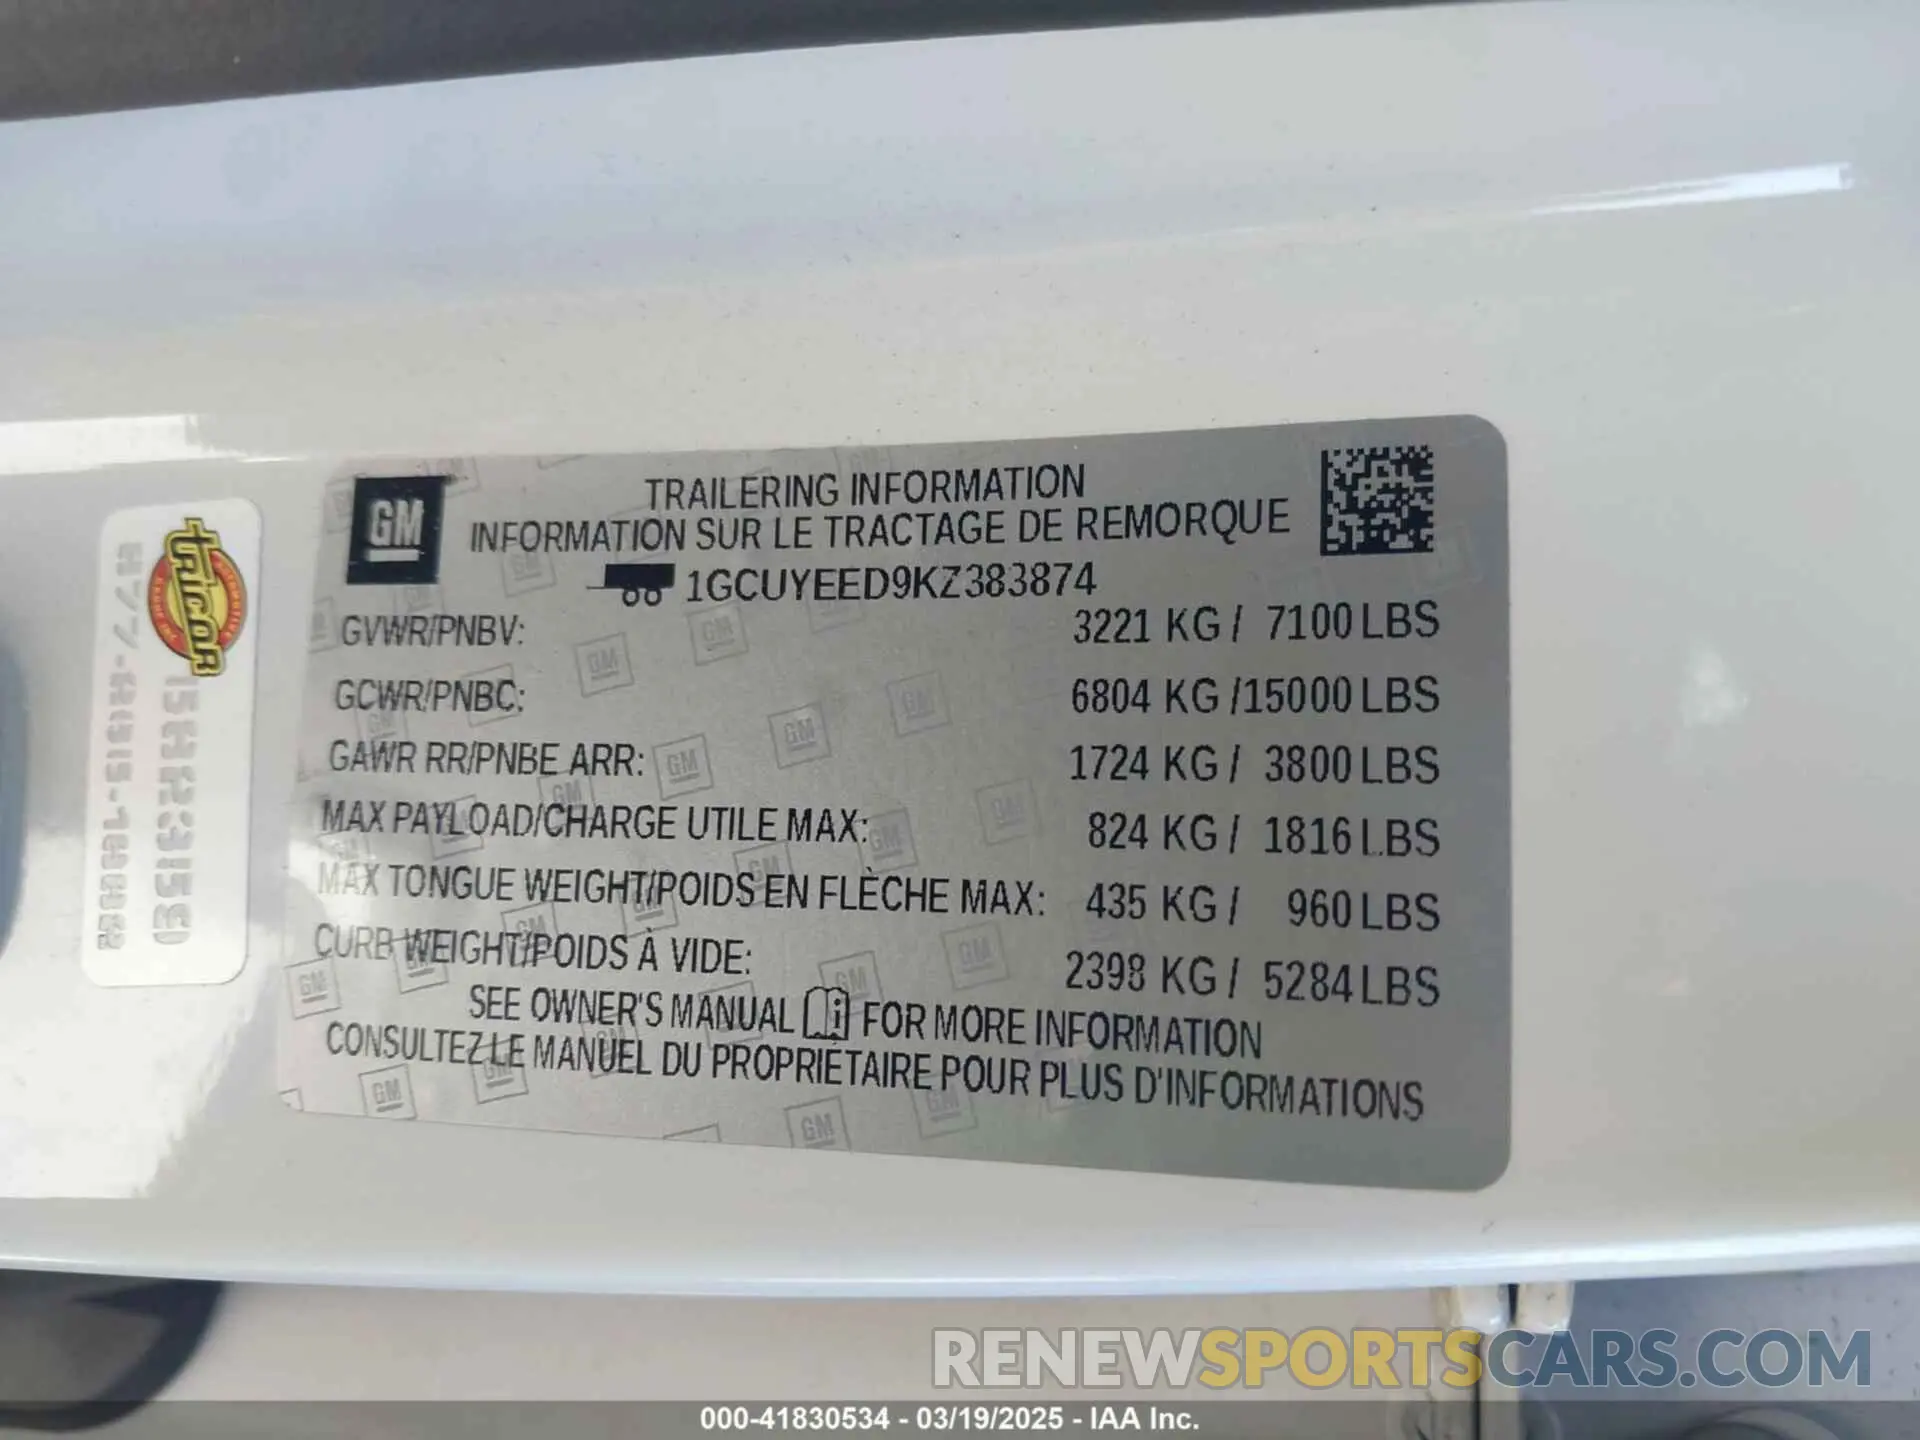 GM
TRAILERING INFORMATION
INFORMATION SUR LE TRACTAGE DE REMORQUE
1GCUYEED9KZ383874
GVWR/PNBV: 3221 KG / 7100 LBS
GCWR/PNBC: 6804 KG /15000 LBS
GAWR RR/PNBE ARR: 1724 KG / 3800 LBS
MAX PAYLOAD/CHARGE UTILE MAX: 824 KG / 1816 LBS
MAX TONGUE WEIGHT/POIDS EN FLÈCHE MAX: 435 KG / 960 LBS
CURB WEIGHT/POIDS À VIDE: 2398 KG / 5284 LBS
SEE OWNER'S MANUAL FOR MORE INFORMATION
CONSULTEZ LE MANUEL DU PROPRIÉTAIRE POUR PLUS D'INFORMATIONS
tricor
RENEWSPORTSCARS.COM
000-41830534 - 03/19/2025 - IAA Inc.